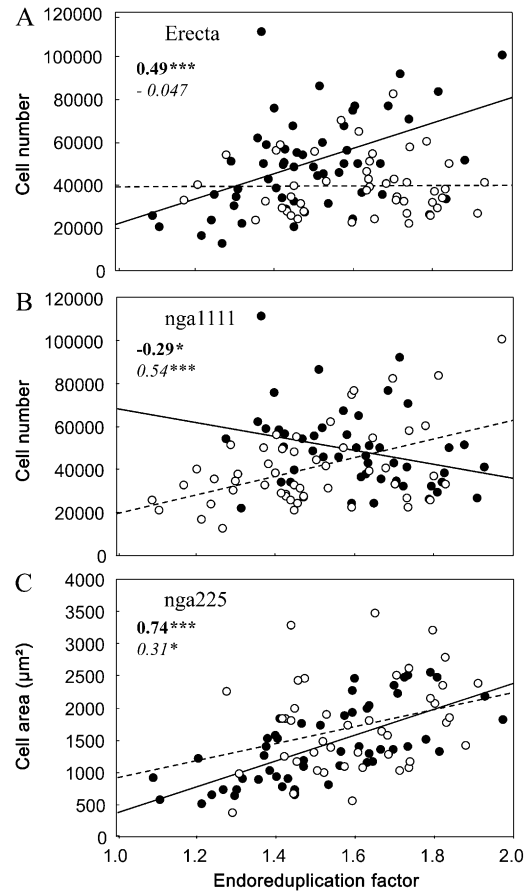 A
Erecta
0.49***
- 0.047
Cell number
120000
100000
80000
60000
40000
20000
0
B
nga1111
-0.29*
0.54***
Cell number
120000
100000
80000
60000
40000
20000
0
C
nga225
0.74***
0.31*
Cell area (µm²)
4000
3500
3000
2500
2000
1500
1000
500
0
1.0 1.2 1.4 1.6 1.8 2.0
Endoreduplication factor